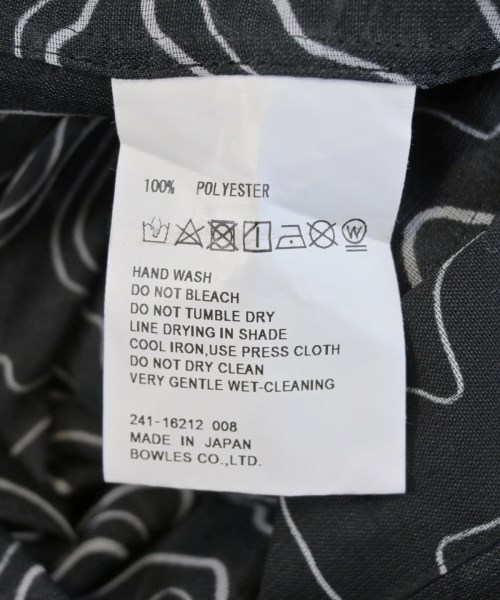 100% POLYESTER
W
HAND WASH
DO NOT BLEACH
DO NOT TUMBLE DRY
LINE DRYING IN SHADE
COOL IRON,USE PRESS CLOTH
DO NOT DRY CLEAN
VERY GENTLE WET-CLEANING
241-16212 008
MADE IN JAPAN
BOWLES CO.,LTD.